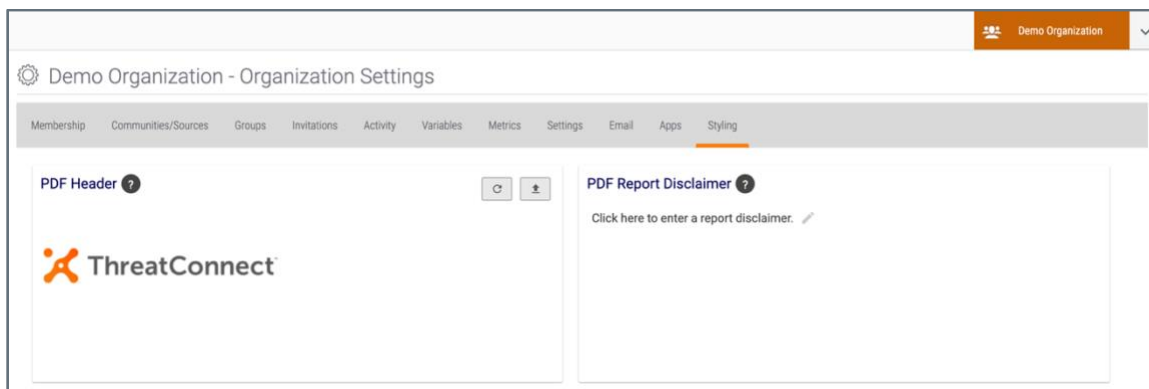 Demo Organization
Demo Organization - Organization Settings
Membership Communities/Sources Groups Invitations Activity Variables Metrics Settings Email Apps Styling
PDF Header ?
ThreatConnect
PDF Report Disclaimer ?
Click here to enter a report disclaimer.